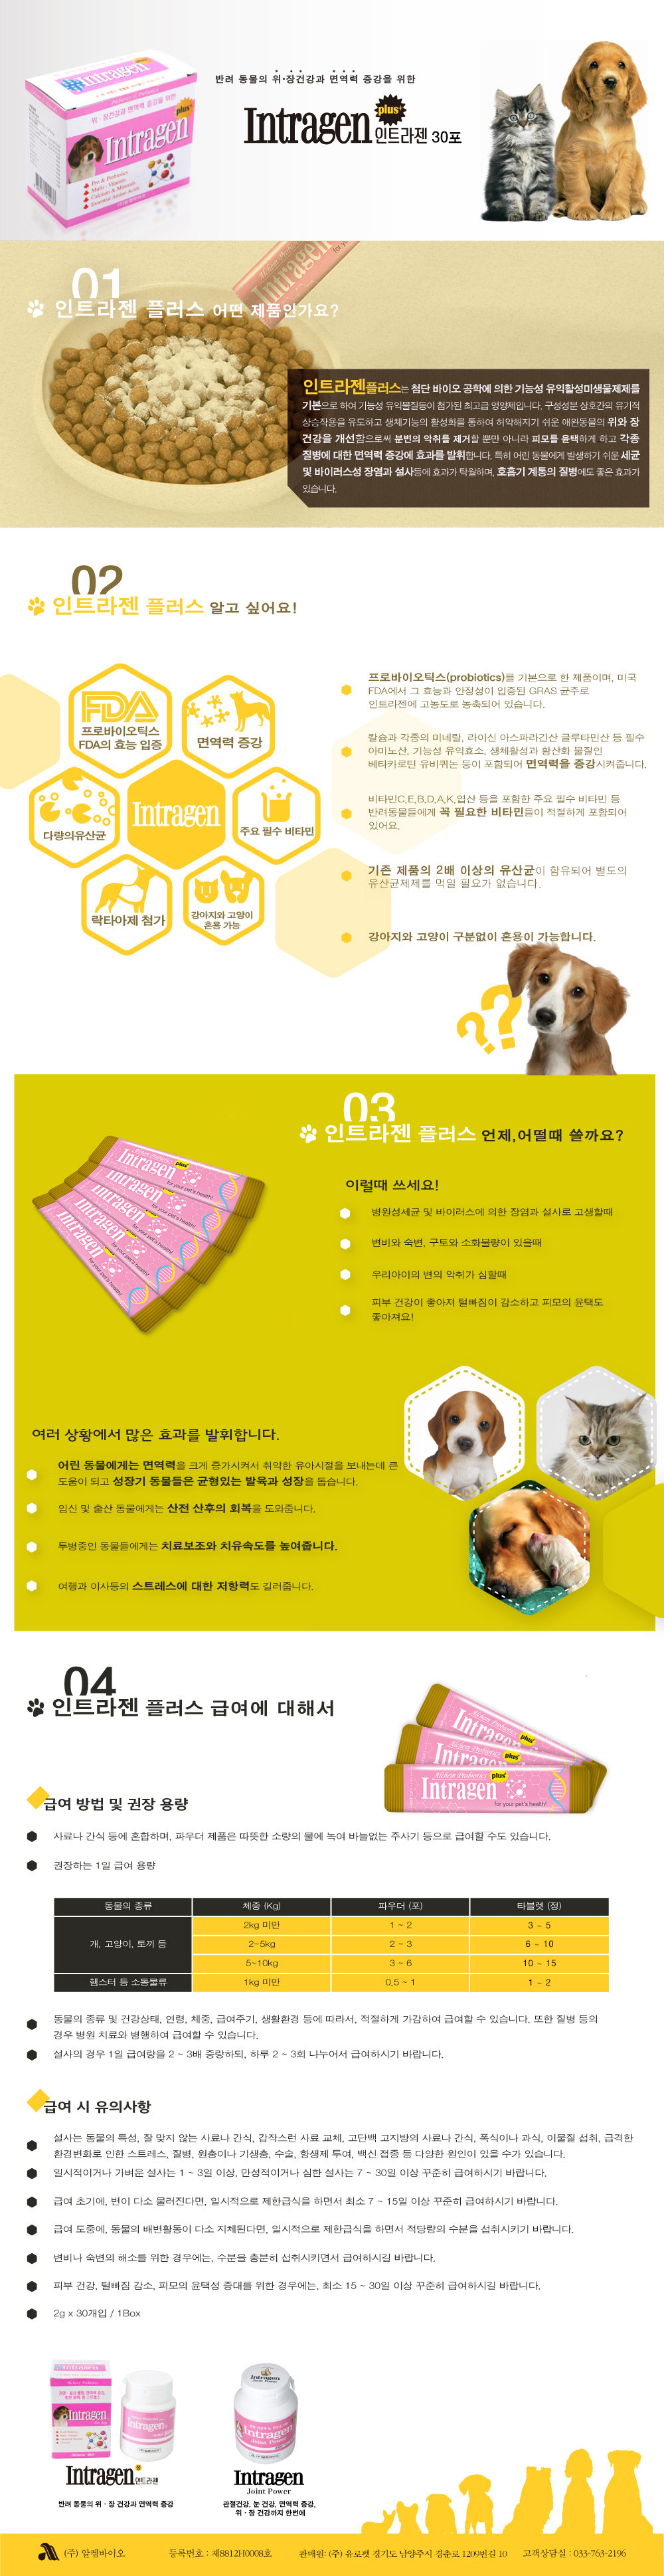 반려 동물의 위·장건강과 면역력 증강을 위한
Intragen plus+ 인트라젠 30포
위 · 장건강과 면역력 증강을 위한
Intragen plus+
Pro & Prebiotics
Multi - Vitamin
Calcium & Minerals
Essential Amino Acids
01
인트라젠 플러스 어떤 제품인가요?
Intragen
인트라젠플러스는 첨단 바이오 공학에 의한 기능성 유익활성미생물제제를
기본으로 하여 기능성 유익물질등이 첨가된 최고급 영양제입니다. 구성성분 상호간의 유기적
상승작용을 유도하고 생체기능의 활성화를 통하여 허약해지기 쉬운 애완동물의 위와 장
건강을 개선함으로써 분변의 악취를 제거할 뿐만 아니라 피모를 윤택하게 하고 각종
질병에 대한 면역력 증강에 효과를 발휘합니다. 특히 어린 동물에게 발생하기 쉬운 세균
및 바이러스성 장염과 설사등에 효과가 탁월하며, 호흡기 계통의 질병에도 좋은 효과가
있습니다.
02
인트라젠 플러스 알고 싶어요!
FDA
프로바이오틱스
FDA의 효능 입증
면역력 증강
다량의유산균
Intragen
주요 필수 비타민
락타아제 첨가
강아지와 고양이
혼용 가능
프로바이오틱스(probiotics)를 기본으로 한 제품이며, 미국
FDA에서 그 효능과 안정성이 입증된 GRAS 균주로
인트라젠에 고농도로 농축되어 있습니다.
칼슘과 각종의 미네랄, 라이신 아스파라긴산 글루타민산 등 필수
아미노산, 기능성 유익효소, 생체활성과 황산화 물질인
베타카로틴 유비퀴논 등이 포함되어 면역력을 증강시켜줍니다.
비타민C,E,B,D,A,K,엽산 등을 포함한 주요 필수 비타민 등
반려동물들에게 꼭 필요한 비타민들이 적절하게 포함되어
있어요.
기존 제품의 2배 이상의 유산균이 함유되어 별도의
유산균제제를 먹일 필요가 없습니다.
강아지와 고양이 구분없이 혼용이 가능합니다.
??
03
인트라젠 플러스 언제,어떨때 쓸까요?
Intragen plus+
for your pet's health!
Intragen
for your pet's health!
Intragen
for your pet's health!
Intragen
for your pet's health!
이럴때 쓰세요!
병원성세균 및 바이러스에 의한 장염과 설사로 고생할때
변비와 숙변, 구토와 소화불량이 있을때
우리아이의 변의 악취가 심할때
피부 건강이 좋아져 털빠짐이 감소하고 피모의 윤택도
좋아져요!
여러 상황에서 많은 효과를 발휘합니다.
어린 동물에게는 면역력을 크게 증가시켜서 취약한 유아시절을 보내는데 큰
도움이 되고 성장기 동물들은 균형있는 발육과 성장을 돕습니다.
임신 및 출산 동물에게는 산전 산후의 회복을 도와줍니다.
투병중인 동물들에게는 치료보조와 치유속도를 높여줍니다.
여행과 이사등의 스트레스에 대한 저항력도 길러줍니다.
04
인트라젠 플러스 급여에 대해서
Intragen plus+
Intragen plus+
Alchem Probiotics plus+
Intragen
for your pet's health!
급여 방법 및 권장 용량
사료나 간식 등에 혼합하며, 파우더 제품은 따뜻한 소량의 물에 녹여 바늘없는 주사기 등으로 급여할 수도 있습니다.
권장하는 1일 급여 용량
동물의 종류 체중 (Kg) 파우더 (포) 타블렛 (정)
개, 고양이, 토끼 등 2kg 미만 1 ~ 2 3 ~ 5
2~5kg 2 ~ 3 6 ~ 10
5~10kg 3 ~ 6 10 ~ 15
햄스터 등 소동물류 1kg 미만 0.5 ~ 1 1 ~ 2
동물의 종류 및 건강상태, 연령, 체중, 급여주기, 생활환경 등에 따라서, 적절하게 가감하여 급여할 수 있습니다. 또한 질병 등의
경우 병원 치료와 병행하여 급여할 수 있습니다.
설사의 경우 1일 급여량을 2 ~ 3배 증량하되, 하루 2 ~ 3회 나누어서 급여하시기 바랍니다.
급여 시 유의사항
설사는 동물의 특성, 잘 맞지 않는 사료나 간식, 갑작스런 사료 교체, 고단백 고지방의 사료나 간식, 폭식이나 과식, 이물질 섭취, 급격한
환경변화로 인한 스트레스, 질병, 원충이나 기생충, 수술, 항생제 투여, 백신 접종 등 다양한 원인이 있을 수가 있습니다.
일시적이거나 가벼운 설사는 1 ~ 3일 이상, 만성적이거나 심한 설사는 7 ~ 30일 이상 꾸준히 급여하시기 바랍니다.
급여 초기에, 변이 다소 물러진다면, 일시적으로 제한급식을 하면서 최소 7 ~ 15일 이상 꾸준히 급여하시기 바랍니다.
급여 도중에, 동물의 배변활동이 다소 지체된다면, 일시적으로 제한급식을 하면서 적당량의 수분을 섭취시키기 바랍니다.
변비나 숙변의 해소를 위한 경우에는, 수분을 충분히 섭취시키면서 급여하시길 바랍니다.
피부 건강, 털빠짐 감소, 피모의 윤택성 증대를 위한 경우에는, 최소 15 ~ 30일 이상 꾸준히 급여하시길 바랍니다.
2g x 30개입 / 1Box
Intragen
Intragen
Intragen 인트라젠
반려 동물의 위 · 장 건강과 면역력 증강
Intragen
Joint Power
Intragen
Joint Power
관절건강, 눈 건강, 면역력 증강,
위 · 장 건강까지 한번에
(주) 알켐바이오 등록번호 : 제8812H0008호 판매원: (주) 유로펫 경기도 남양주시 경춘로 1209번길 10 고객상담실 : 033-763-2196